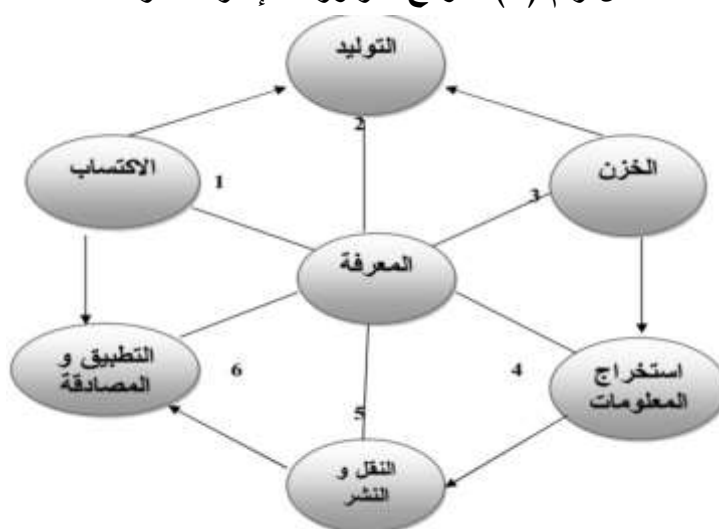 التوليد
2
الاكتساب
1
الخزن
3
المعرفة
التطبيق و
المصادقة
6
استخراج
المعلومات
4
5
النقل و
النشر